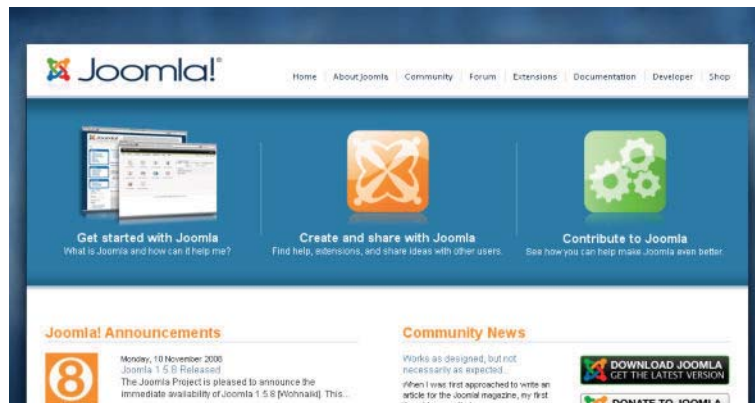 Joomla!®
Home About Joomla Community Forum Extensions Documentation Developer Shop
Get started with Joomla
What is Joomla and how can it help me?
Create and share with Joomla
Find help, extensions, and share ideas with other users.
Contribute to Joomla
See how you can help make Joomla even better.
Joomla! Announcements
8
Monday, 10 November 2008
Joomla 1.5.8 Released
The Joomla Project is pleased to announce the
immediate availability of Joomla 1.5.8 [Wohnaiki]. This...
Community News
Works as designed, but not
necessarily as expected...
When I was first approached to write an
article for the Joomla! magazine, my first
DOWNLOAD JOOMLA
GET THE LATEST VERSION
DONATE TO JOOMLA